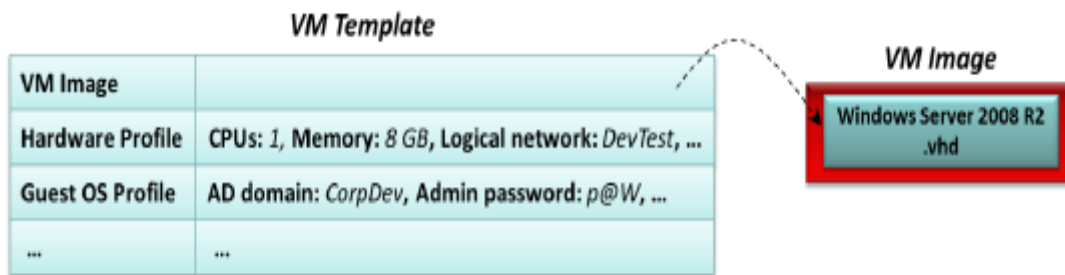 VM Template
VM Image
VM Image
Hardware Profile CPUs: 1, Memory: 8 GB, Logical network: DevTest, ...
Guest OS Profile AD domain: CorpDev, Admin password: p@W, ...
... ...
Windows Server 2008 R2
.vhd